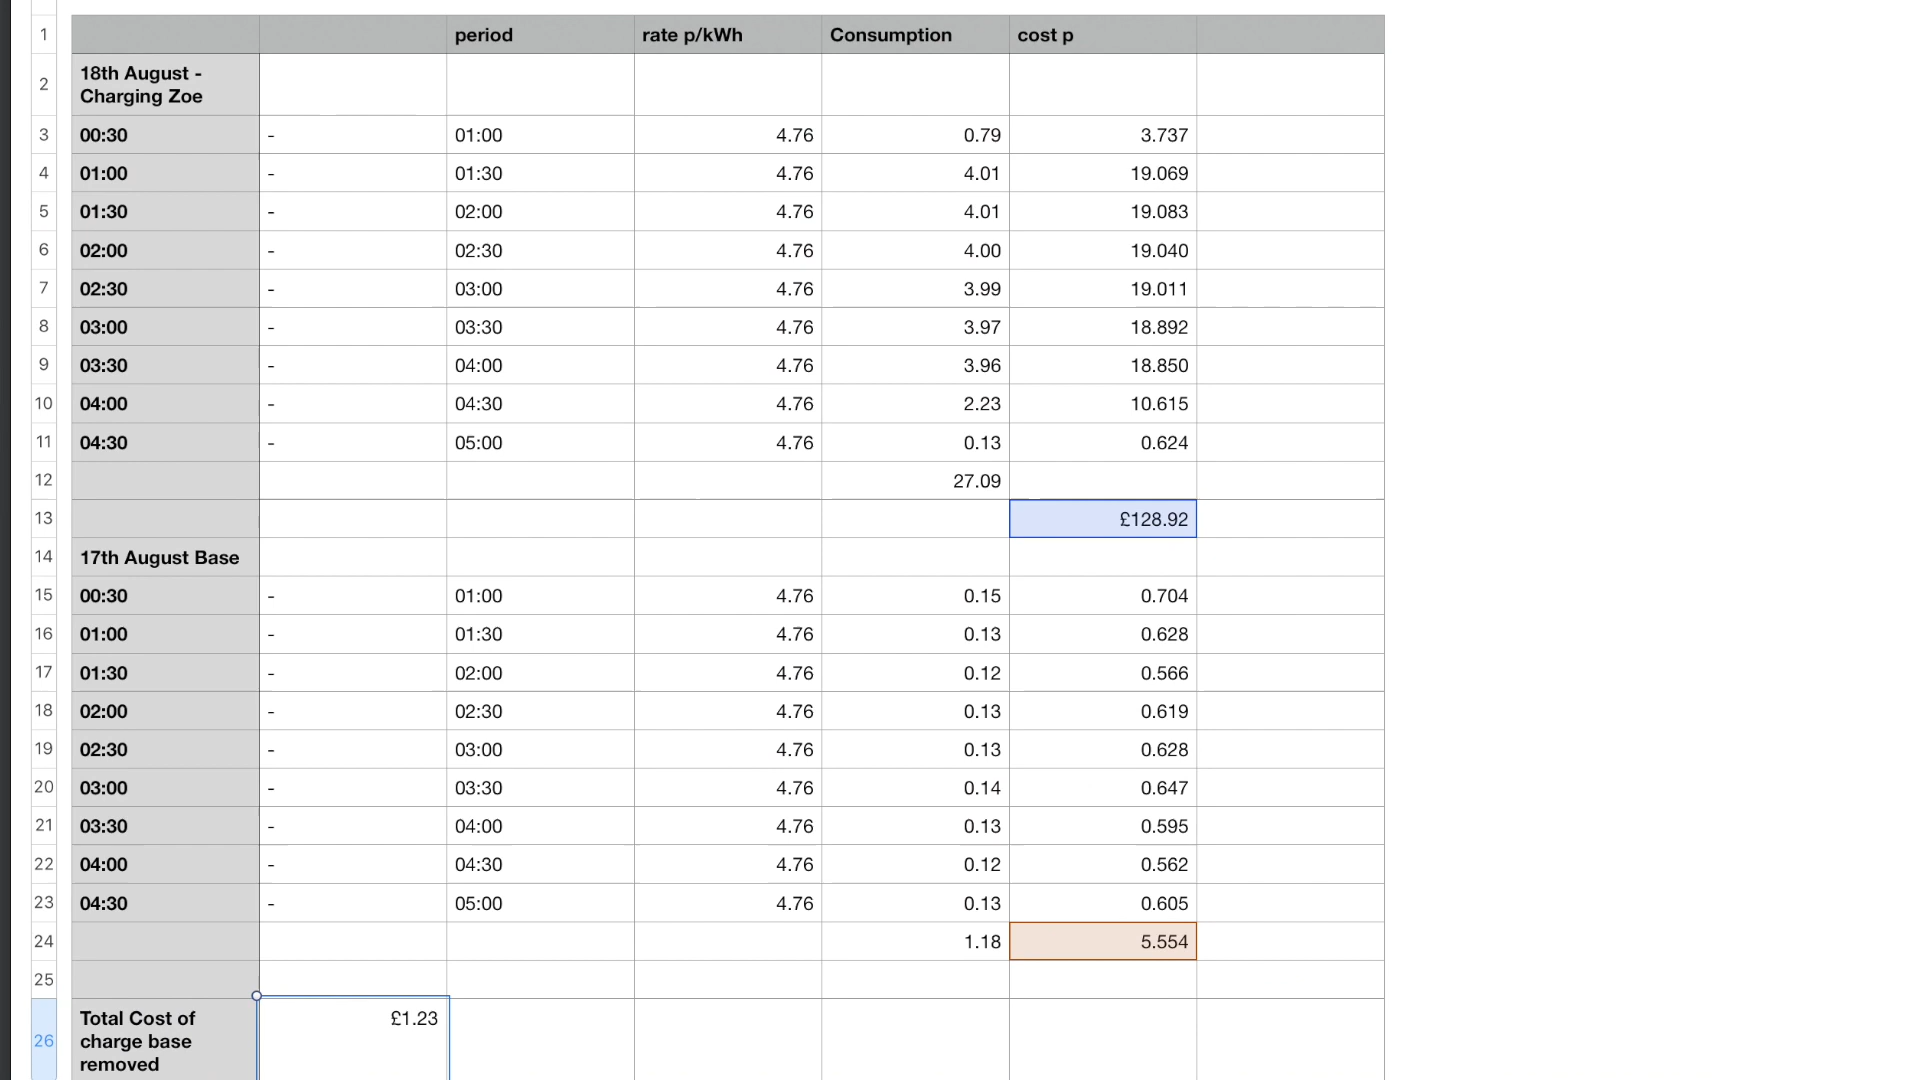 1 period rate p/kWh Consumption cost p
2 18th August -
Charging Zoe
3 00:30 - 01:00 4.76 0.79 3.737
4 01:00 - 01:30 4.76 4.01 19.069
5 01:30 - 02:00 4.76 4.01 19.083
6 02:00 - 02:30 4.76 4.00 19.040
7 02:30 - 03:00 4.76 3.99 19.011
8 03:00 - 03:30 4.76 3.97 18.892
9 03:30 - 04:00 4.76 3.96 18.850
10 04:00 - 04:30 4.76 2.23 10.615
11 04:30 - 05:00 4.76 0.13 0.624
12 27.09
13 £128.92
14 17th August Base
15 00:30 - 01:00 4.76 0.15 0.704
16 01:00 - 01:30 4.76 0.13 0.628
17 01:30 - 02:00 4.76 0.12 0.566
18 02:00 - 02:30 4.76 0.13 0.619
19 02:30 - 03:00 4.76 0.13 0.628
20 03:00 - 03:30 4.76 0.14 0.647
21 03:30 - 04:00 4.76 0.13 0.595
22 04:00 - 04:30 4.76 0.12 0.562
23 04:30 - 05:00 4.76 0.13 0.605
24 1.18 5.554
25
26 Total Cost of £1.23
charge base
removed